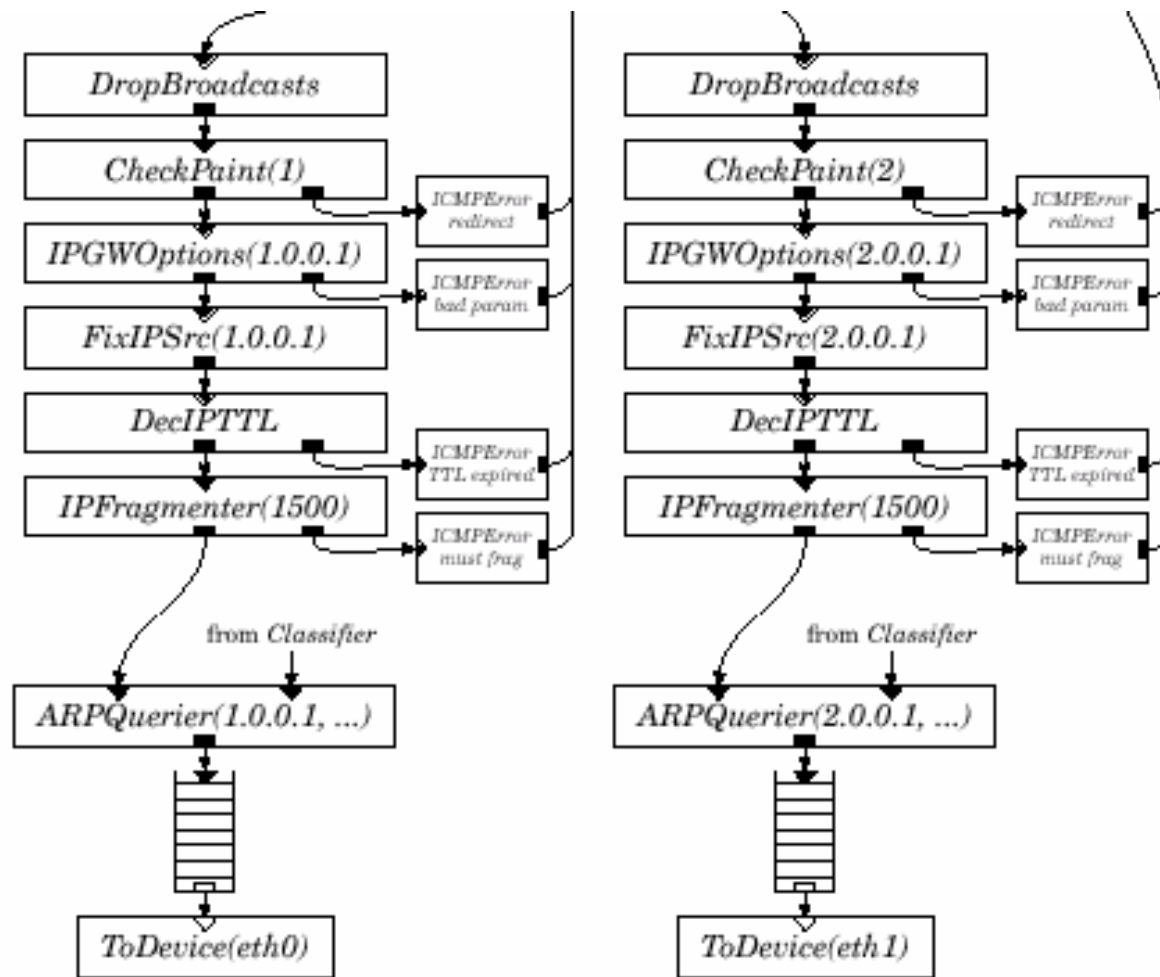 DropBroadcasts
CheckPaint(1)
ICMPError
redirect
IPGWOptions(1.0.0.1)
ICMPError
bad param
FixIPSrc(1.0.0.1)
DecIPTTL
ICMPError
TTL expired
IPFragmenter(1500)
ICMPError
must frag
from Classifier
ARPQuerier(1.0.0.1, ...)
ToDevice(eth0)
DropBroadcasts
CheckPaint(2)
ICMPError
redirect
IPGWOptions(2.0.0.1)
ICMPError
bad param
FixIPSrc(2.0.0.1)
DecIPTTL
ICMPError
TTL expired
IPFragmenter(1500)
ICMPError
must frag
from Classifier
ARPQuerier(2.0.0.1, ...)
ToDevice(eth1)